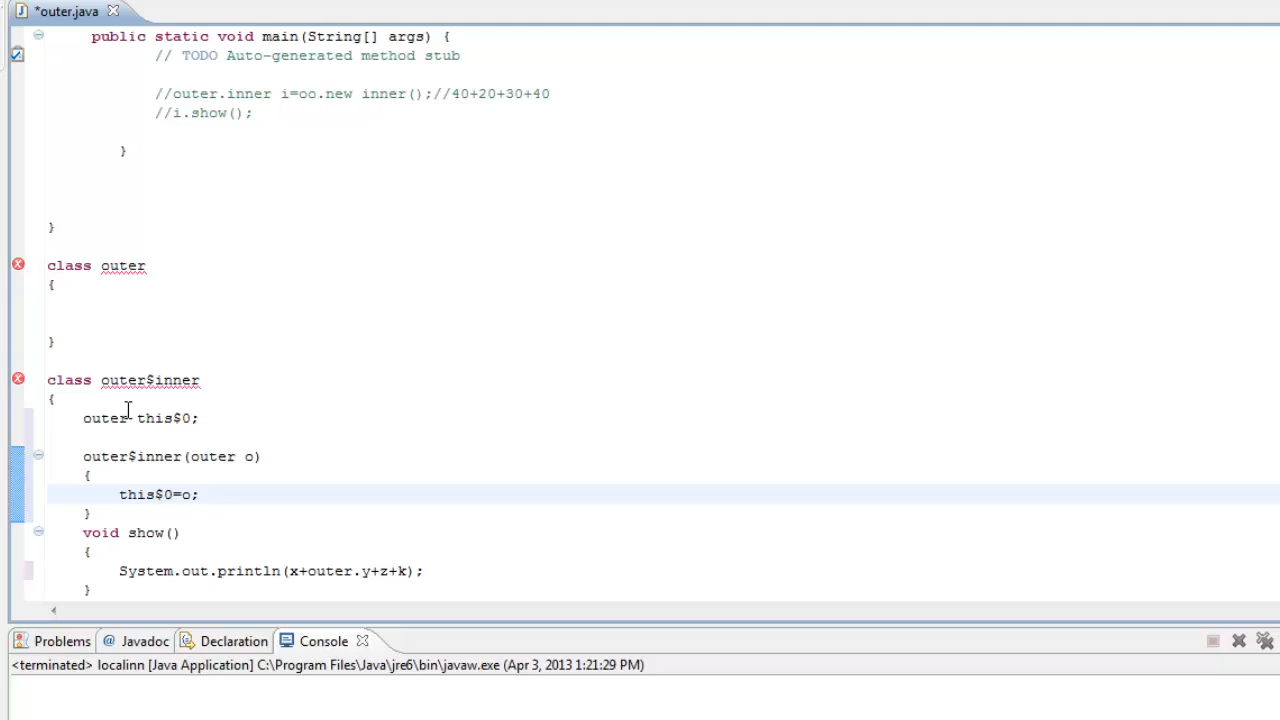 *outer.java
public static void main(String[] args) {
// TODO Auto-generated method stub
//outer.inner i=oo.new inner();//40+20+30+40
//i.show();
}
}
class outer
{
}
class outer$inner
{
outer this$0;
outer$inner(outer o)
{
this$0=o;
}
void show()
{
System.out.println(x+outer.y+z+k);
}
Problems @ Javadoc Declaration Console
<terminated> localinn [Java Application] C:\Program Files\Java\jre6\bin\javaw.exe (Apr 3, 2013 1:21:29 PM)